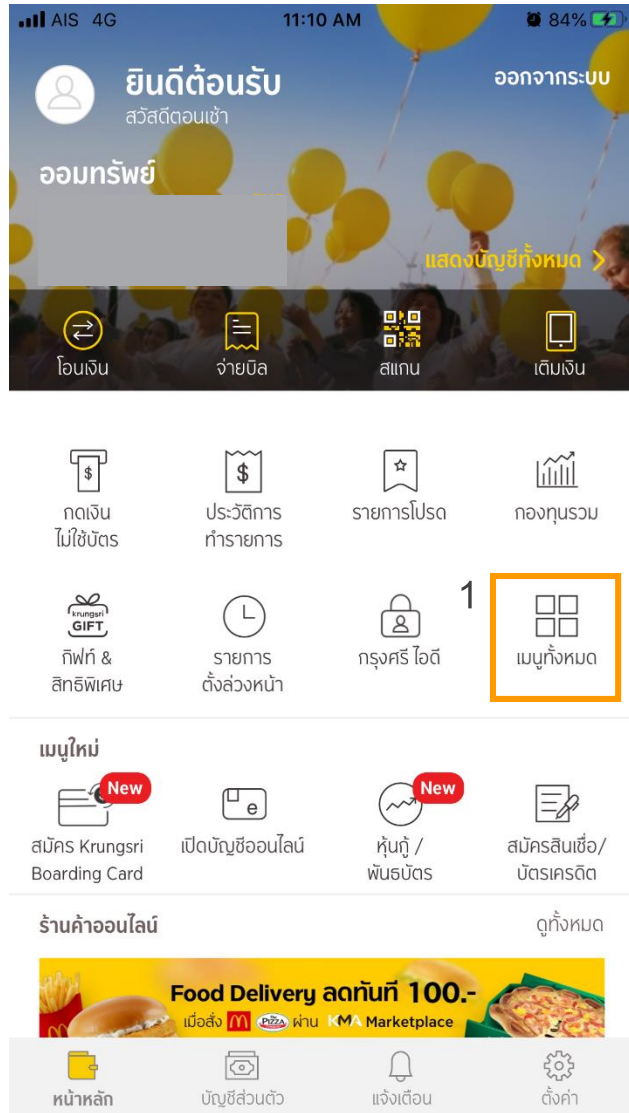 AIS 4G 11:10 AM 84%
ยินดีต้อนรับ ออกจากระบบ
สวัสดีตอนเช้า
ออมทรัพย์
แสดงบัญชีทั้งหมด >
โอนเงิน จ่ายบิล สแกน เติมเงิน
$ $
กดเงิน ประวัติการ รายการโปรด กองทุนรวม
ไม่ใช้บัตร ทำรายการ
1
krungsri
GIFT
กิฟท์ & รายการ กรุงศรี ไอดี เมนูทั้งหมด
สิทธิพิเศษ ตั้งล่วงหน้า
เมนูใหม่
New New
e
สมัคร Krungsri เปิดบัญชีออนไลน์ หุ้นกู้ / สมัครสินเชื่อ/
Boarding Card พันธบัตร บัตรเครดิต
ร้านค้าออนไลน์ ดูทั้งหมด
Food Delivery ลดทันที 100.-
เมื่อสั่ง The PIZZA ผ่าน KMA Marketplace
หน้าหลัก บัญชีส่วนตัว แจ้งเตือน ตั้งค่า